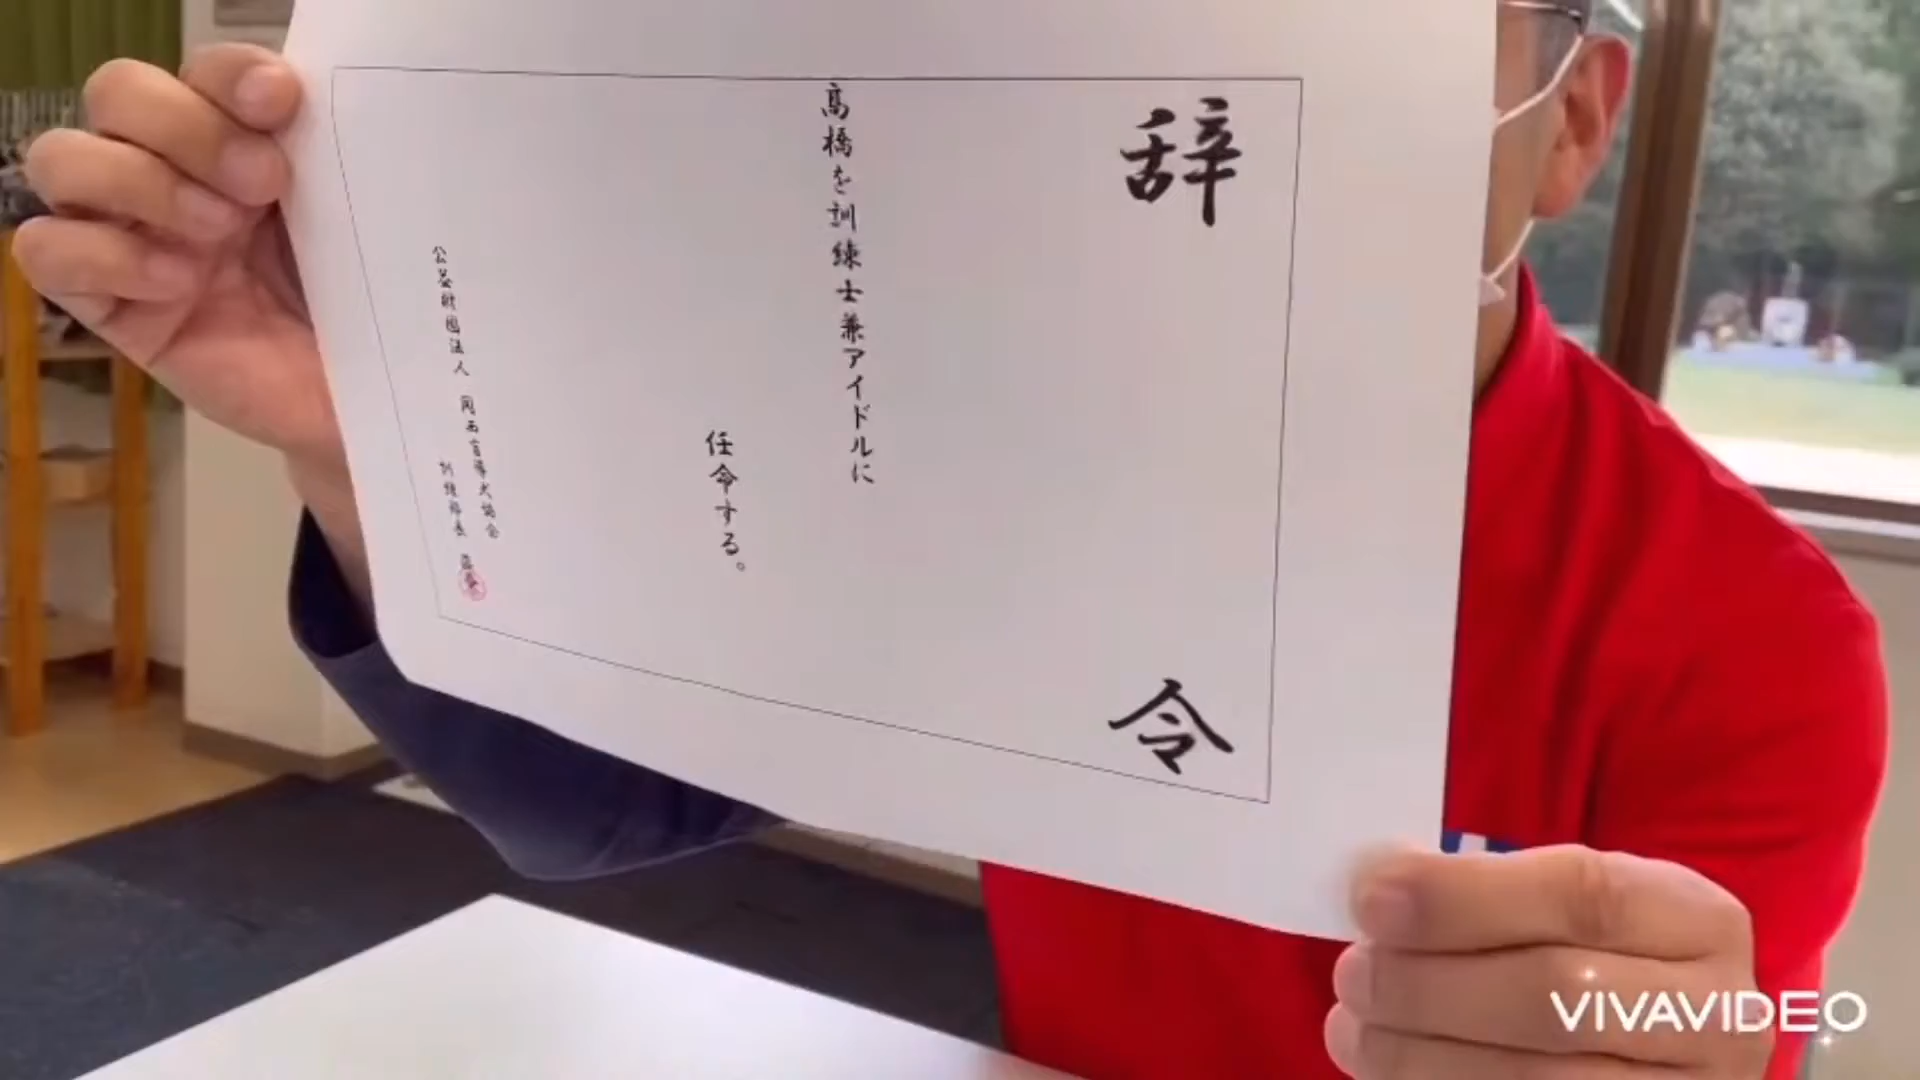 辞令
高橋を訓練士兼アイドルに
任命する。
公益財団法人 関西盲導犬協会
訓練部長
VIVAVIDEO